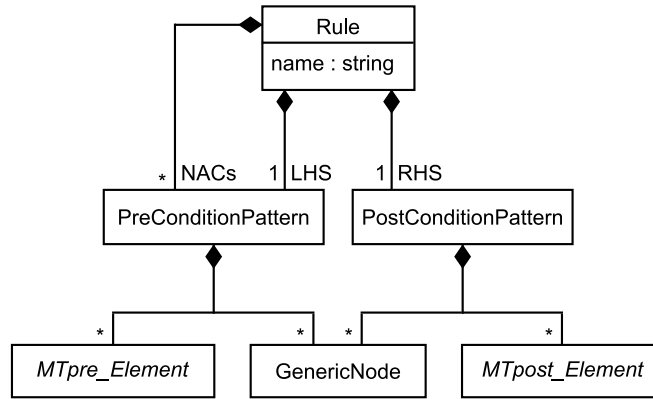 Rule
name : string
* NACs 1 LHS 1 RHS
PreConditionPattern PostConditionPattern
* * * *
MTpre_Element GenericNode MTpost_Element